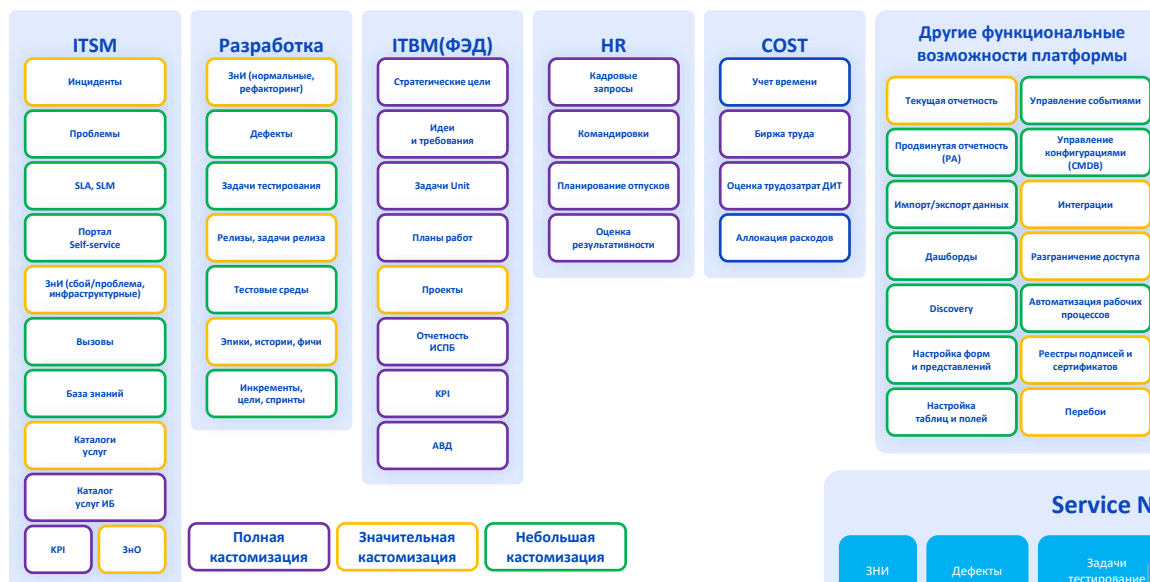 ITSM
Инциденты
Проблемы
SLA, SLM
Портал
Self-service
ЗнИ (сбой/проблема,
инфраструктурные)
Вызовы
База знаний
Каталоги
услуг
Каталог
услуг ИБ
KPI
ЗнО
Разработка
ЗнИ (нормальные,
рефакторинг)
Дефекты
Задачи тестирования
Релизы, задачи релиза
Тестовые среды
Эпики, истории, фичи
Инкременты,
цели, спринты
ITBM(ФЭД)
Стратегические цели
Идеи
и требования
Задачи Unit
Планы работ
Проекты
Отчетность
ИСПБ
KPI
АВД
HR
Кадровые
запросы
Командировки
Планирование отпусков
Оценка
результативности
COST
Учет времени
Биржа труда
Оценка трудозатрат ДИТ
Аллокация расходов
Другие функциональные
возможности платформы
Текущая отчетность
Управление событиями
Продвинутая отчетность
(PA)
Управление
конфигурациями
(CMDB)
Импорт/экспорт данных
Интеграции
Дашборды
Разграничение доступа
Discovery
Автоматизация рабочих
процессов
Настройка форм
и представлений
Реестры подписей и
сертификатов
Настройка
таблиц и полей
Перебои
Полная
кастомизация
Значительная
кастомизация
Небольшая
кастомизация
Service N
ЗНИ
Дефекты
Задачи
тестирование